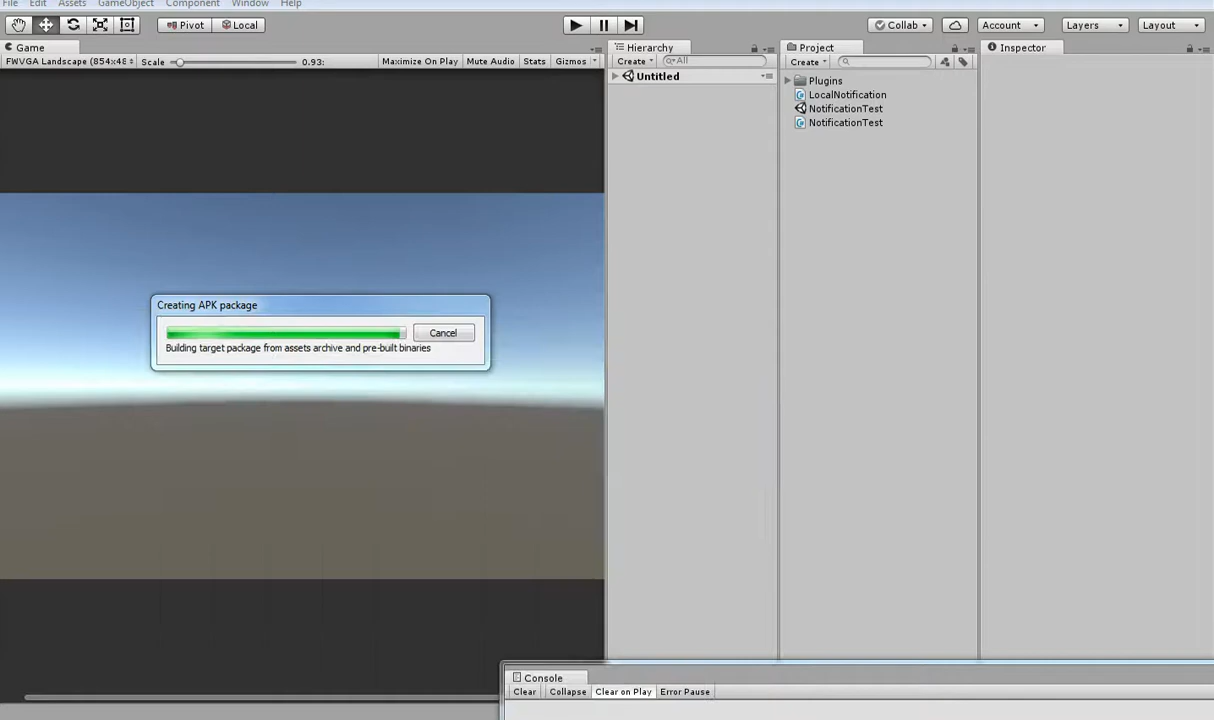 File Edit Assets GameObject Component Window Help
Pivot Local Collab Account Layers Layout
Game Hierarchy Project Inspector
FWVGA Landscape (854x48 Scale 0.93: Maximize On Play Mute Audio Stats Gizmos Create All Create
Untitled
Plugins
LocalNotification
NotificationTest
NotificationTest
Creating APK package
Cancel
Building target package from assets archive and pre-built binaries
Console
Clear Collapse Clear on Play Error Pause